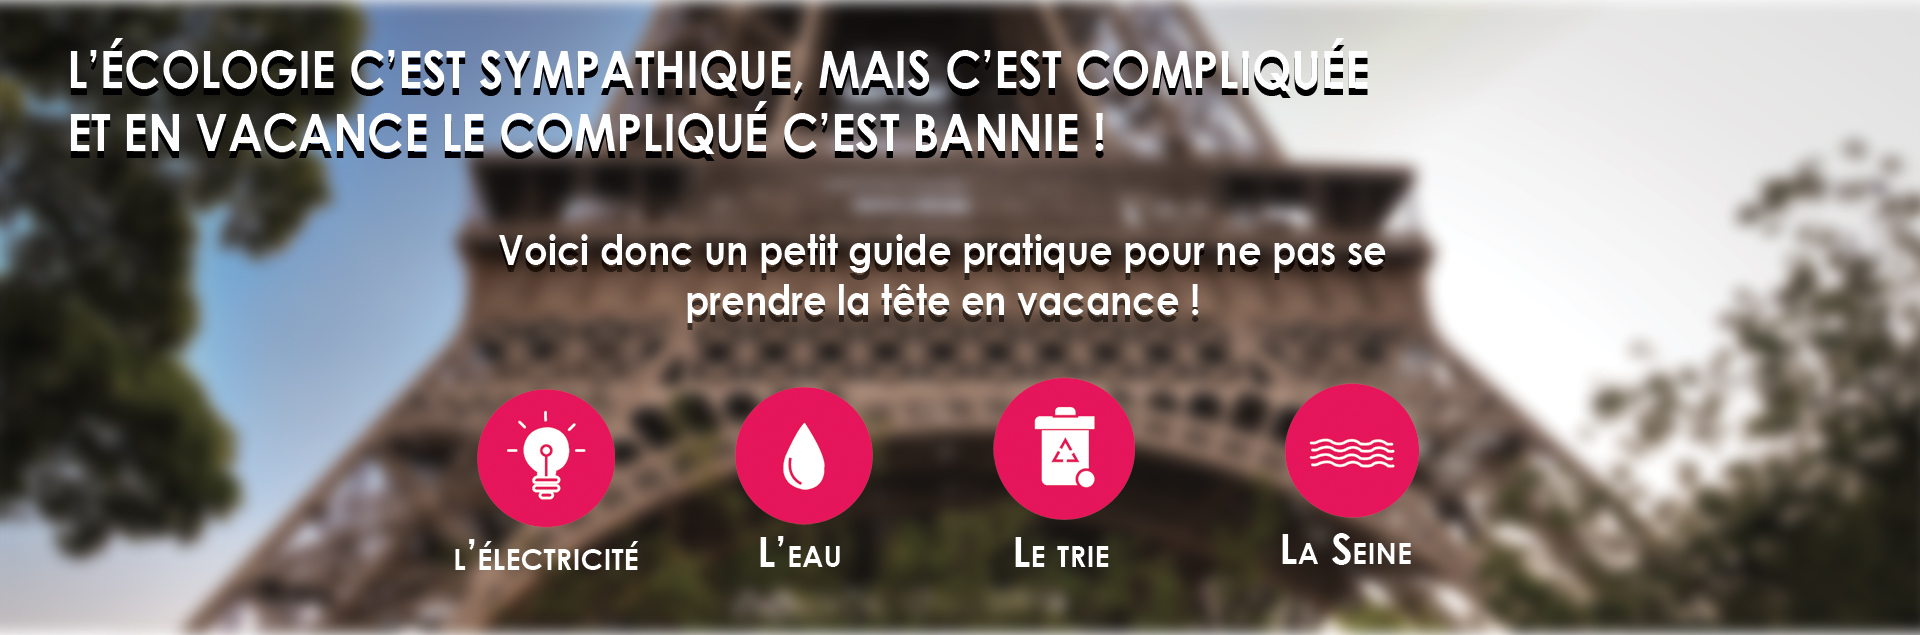 L'ÉCOLOGIE C'EST SYMPATHIQUE, MAIS C'EST COMPLIQUÉE
ET EN VACANCE LE COMPLIQUÉ C'EST BANNIE !
Voici donc un petit guide pratique pour ne pas se
prendre la tête en vacance !
L'ÉLECTRICITÉ
L'EAU
LE TRIE
LA SEINE